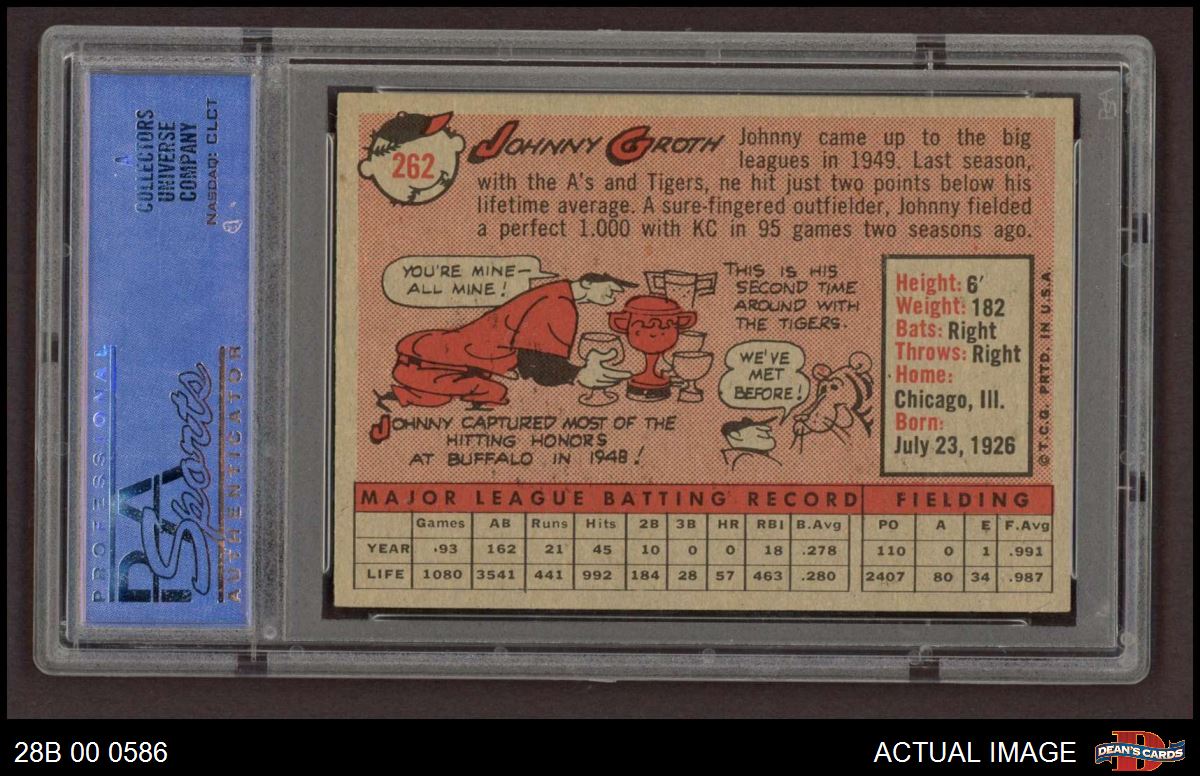 A
COLLECTORS
UNIVERSE
COMPANY
NASDAQ: CLCT
PROFESSIONAL
PSA
Sports
AUTHENTICATOR
262
JOHNNY GROTH
Johnny came up to the big
leagues in 1949. Last season,
with the A's and Tigers, ne hit just two points below his
lifetime average. A sure-fingered outfielder, Johnny fielded
a perfect 1.000 with KC in 95 games two seasons ago.
YOU'RE MINE—
ALL MINE!
JOHNNY CAPTURED MOST OF THE
HITTING HONORS
AT BUFFALO IN 1948!
THIS IS HIS
SECOND TIME
AROUND WITH
THE TIGERS.
WE'VE
MET
BEFORE!
Height: 6'
Weight: 182
Bats: Right
Throws: Right
Home:
Chicago, Ill.
Born:
July 23, 1926
© T.C.G. PRTD. IN U.S.A.
MAJOR LEAGUE BATTING RECORD FIELDING
Games AB Runs Hits 2B 3B HR RBI B.Avg PO A E F.Avg
YEAR 93 162 21 45 10 0 0 18 .278 110 0 1 .991
LIFE 1080 3541 441 992 184 28 57 463 .280 2407 80 34 .987
28B 00 0586
ACTUAL IMAGE
DEAN'S CARDS